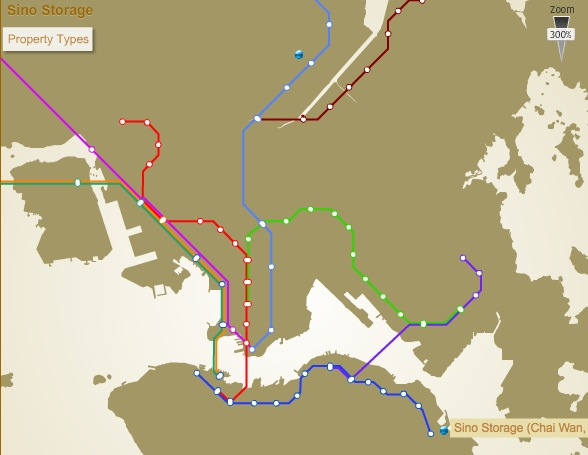 Sino Storage
Zoom
Property Types
300%
Sino Storage (Chai Wan,